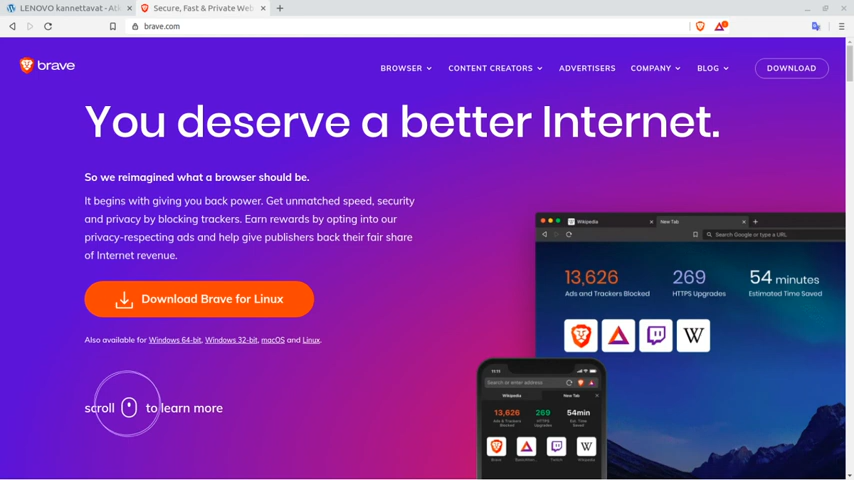 LENOVO kannettavat - Atk
Secure, Fast & Private Web
brave.com
brave
BROWSER
CONTENT CREATORS
ADVERTISERS
COMPANY
BLOG
DOWNLOAD
You deserve a better Internet.
So we reimagined what a browser should be.
It begins with giving you back power. Get unmatched speed, security
and privacy by blocking trackers. Earn rewards by opting into our
privacy-respecting ads and help give publishers back their fair share
of Internet revenue.
Download Brave for Linux
Also available for Windows 64-bit, Windows 32-bit, macOS and Linux.
scroll to learn more
Wikipedia
New Tab
Search Google or type a URL
13,626
269
54 minutes
Ads and Trackers Blocked
HTTPS Upgrades
Estimated Time Saved
W
11:15
Search or enter address
Wikipedia
New Tab
13,626
269
54min
Ads & Trackers
Blocked
HTTPS
Upgrades
Est. Time
Saved
W
Brave
Twitch
Wikipedia